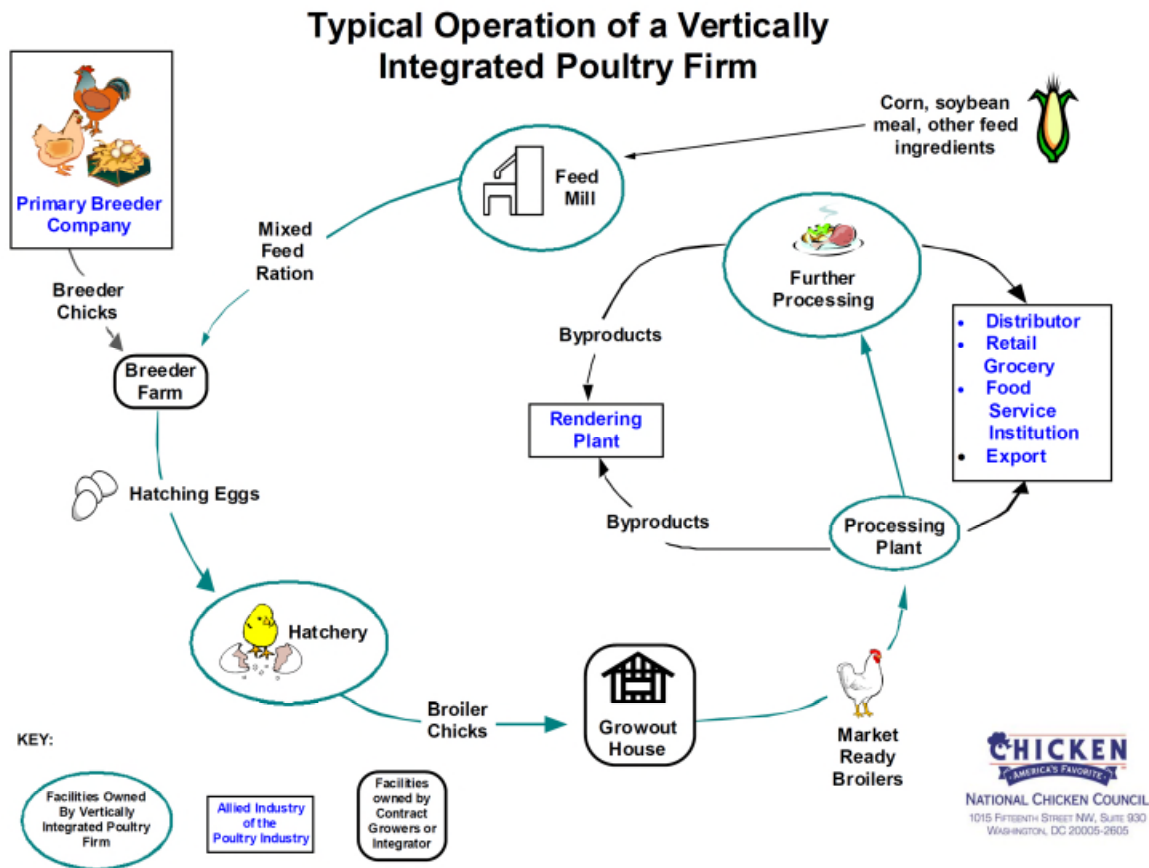 Typical Operation of a Vertically
Integrated Poultry Firm
Primary Breeder
Company
Corn, soybean
meal, other feed
ingredients
Feed
Mill
Mixed
Feed
Ration
Breeder
Chicks
Further
Processing
Byproducts
Distributor
Retail
Grocery
Food
Service
Institution
Export
Breeder
Farm
Rendering
Plant
Hatching Eggs
Byproducts
Processing
Plant
Hatchery
Broiler
Chicks
Growout
House
Market
Ready
Broilers
KEY:
Facilities Owned
By Vertically
Integrated Poultry
Firm
Allied Industry
of the
Poultry Industry
Facilities
owned by
Contract
Growers or
Integrator
CHICKEN
AMERICA'S FAVORITE
NATIONAL CHICKEN COUNCIL
1015 FIFTEENTH STREET NW, SUITE 930
WASHINGTON, DC 20005-2605